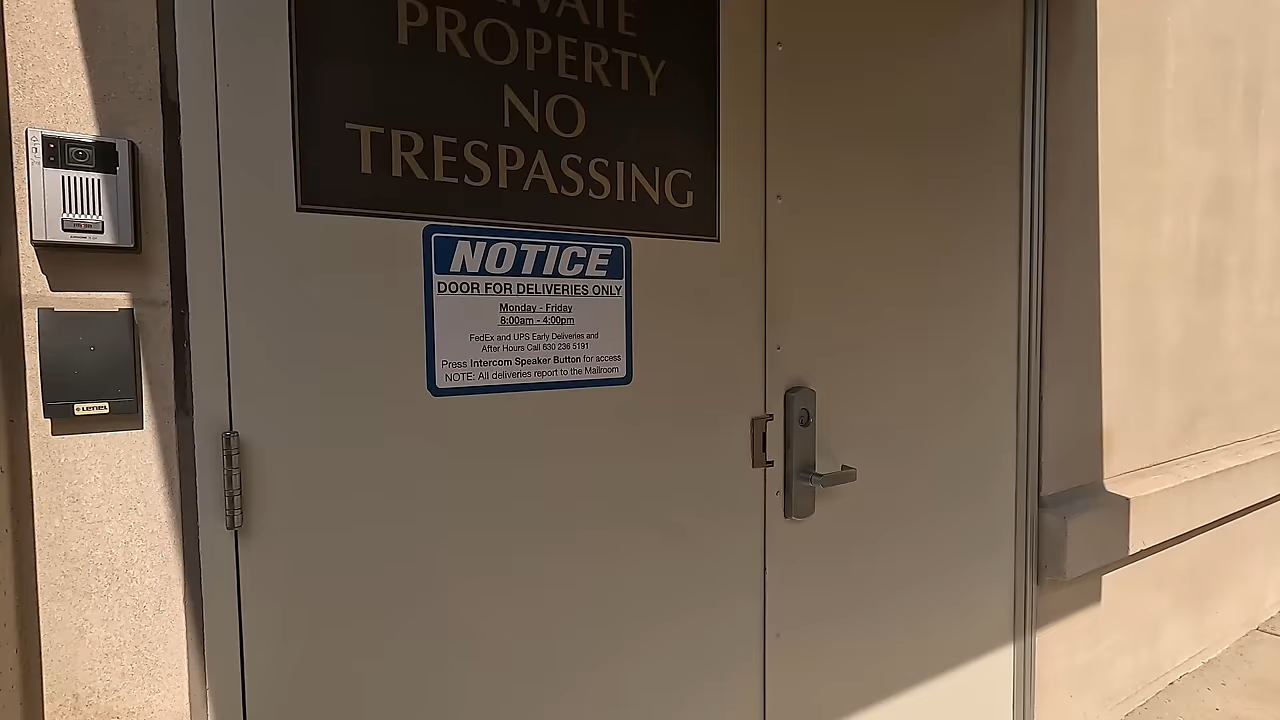 PRIVATE
PROPERTY
NO
TRESPASSING
NOTICE
DOOR FOR DELIVERIES ONLY
Monday - Friday
8:00am - 4:00pm
FedEx and UPS Early Deliveries and
After Hours Call 630 236 5191
Press Intercom Speaker Button for access
NOTE: All deliveries report to the Mailroom
LENEL